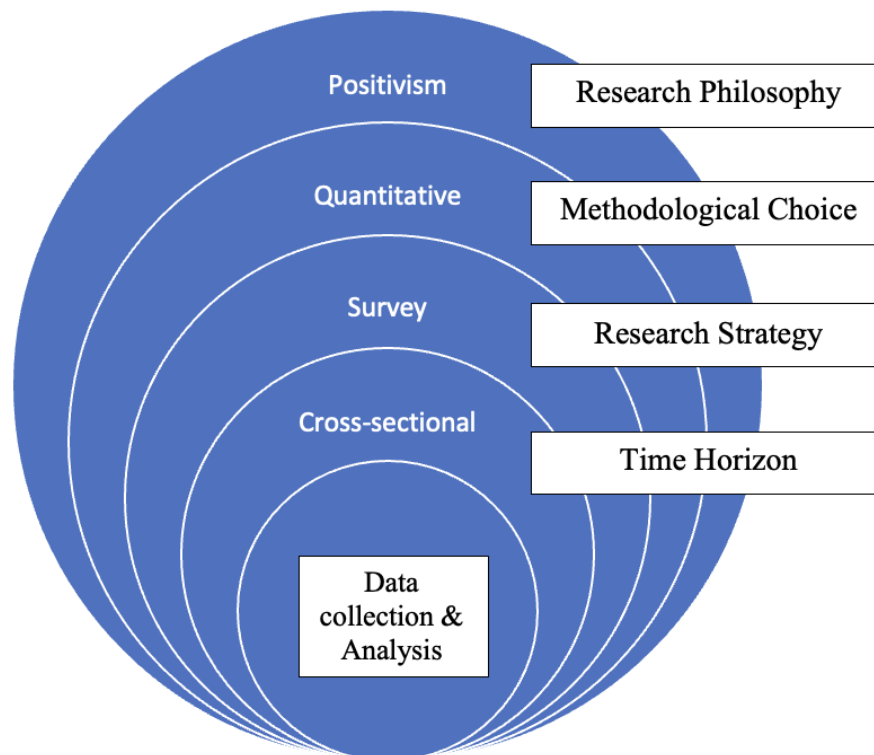 Positivism
Research Philosophy
Quantitative
Methodological Choice
Survey
Research Strategy
Cross-sectional
Time Horizon
Data
collection &
Analysis